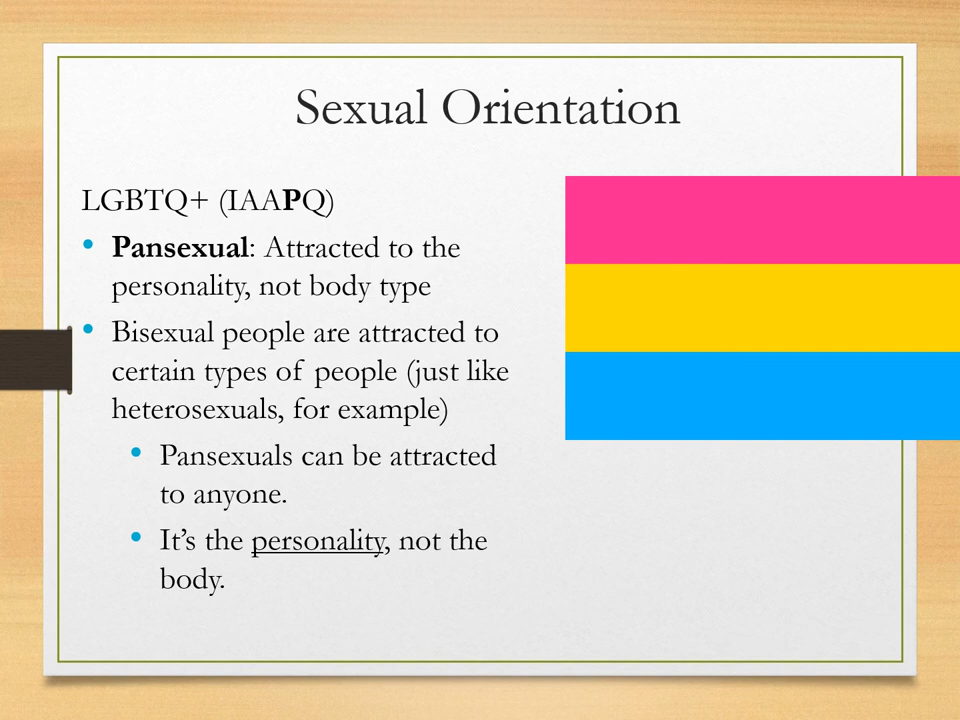 Sexual Orientation
LGBTQ+ (IAAPQ)
• Pansexual: Attracted to the
personality, not body type
• Bisexual people are attracted to
certain types of people (just like
heterosexuals, for example)
• Pansexuals can be attracted
to anyone.
• It’s the personality, not the
body.